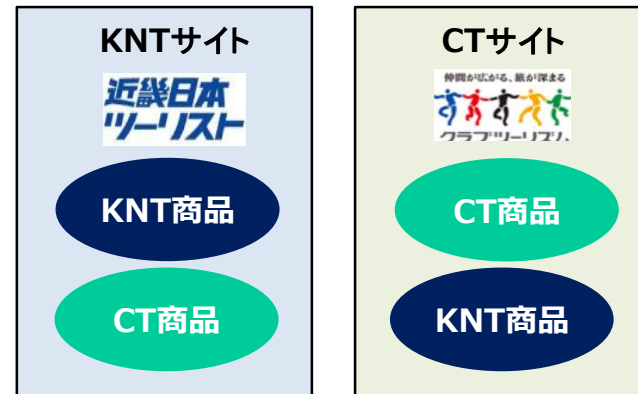 KNTサイト
近畿日本
ツーリスト
KNT商品
CT商品
CTサイト
仲間が広がる、旅が深まる
クラブツーリズム
CT商品
KNT商品